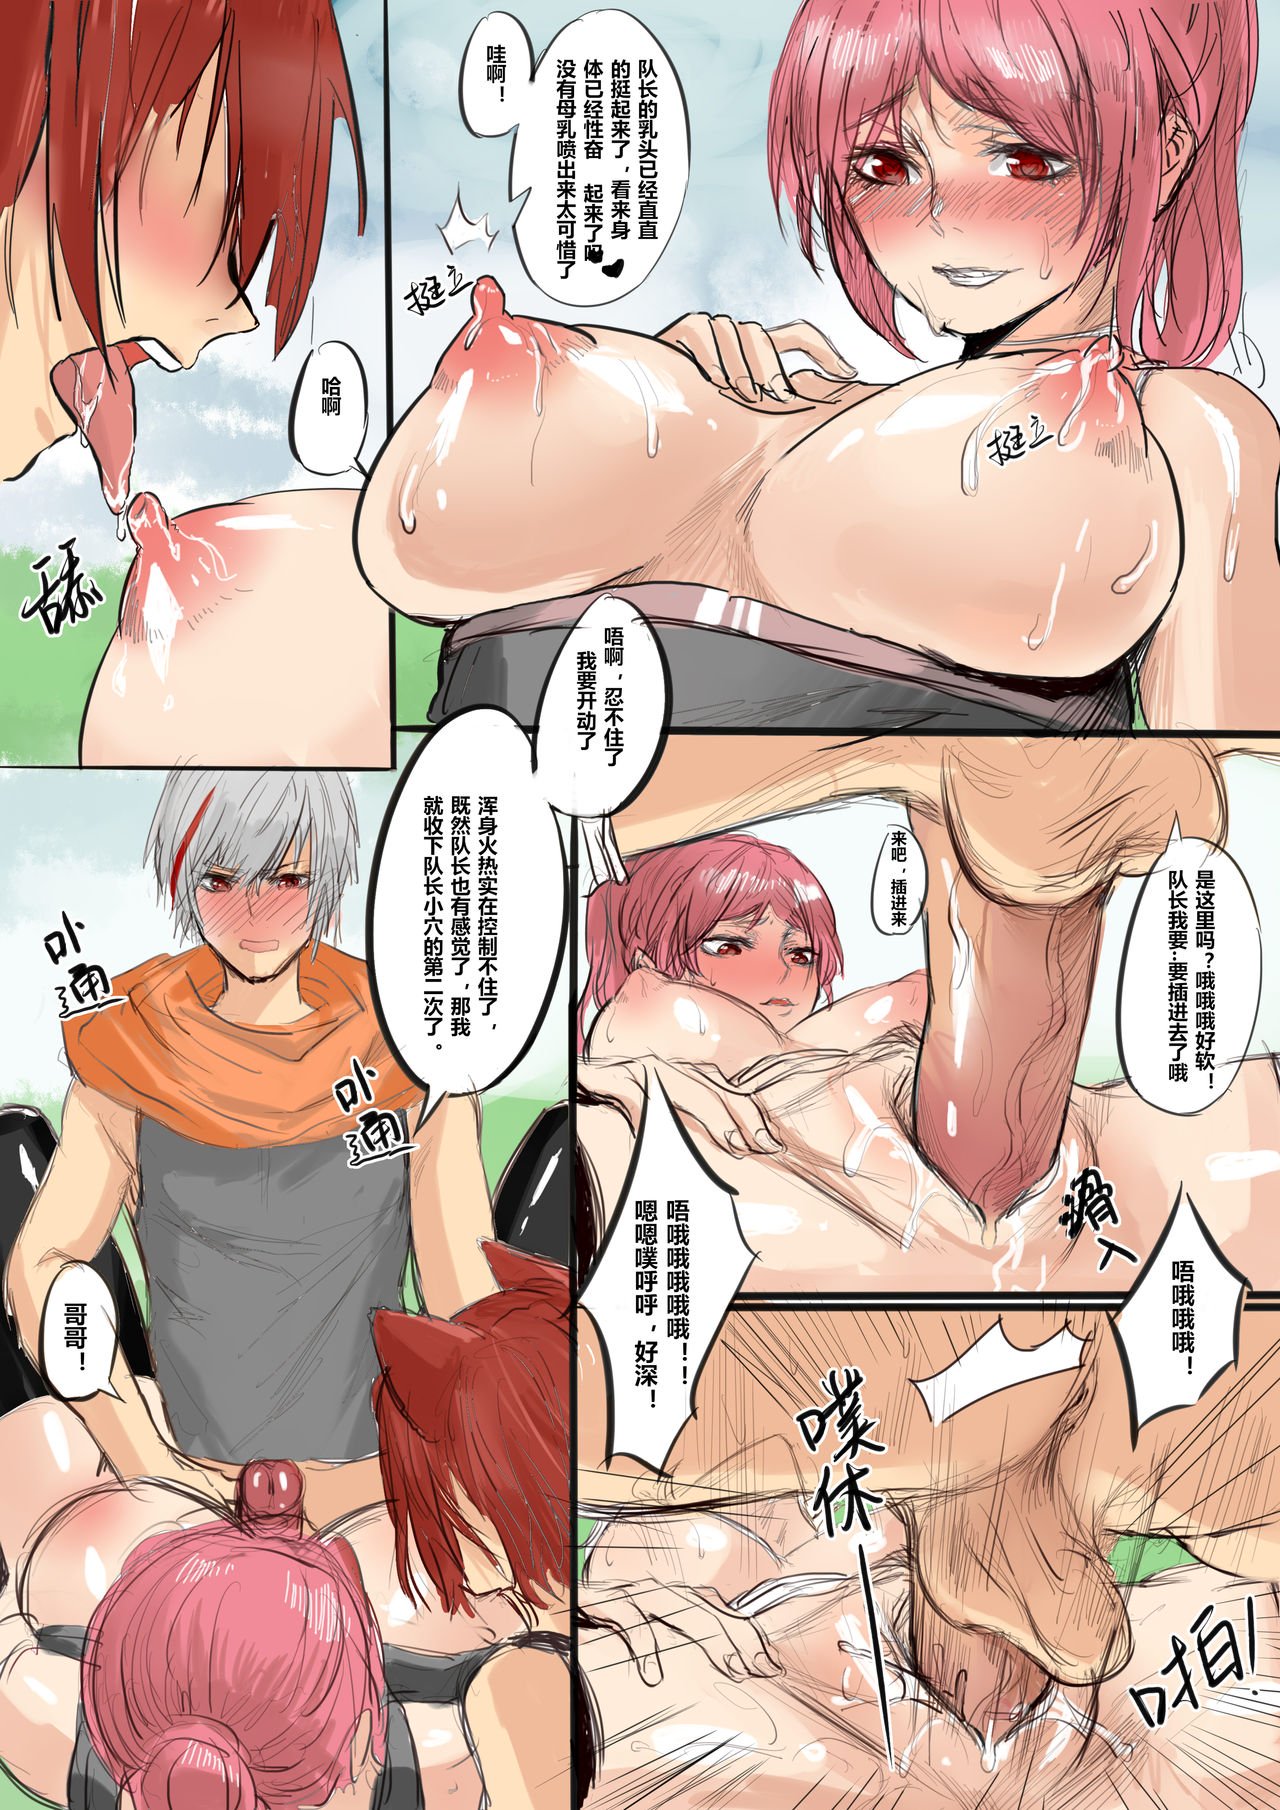 哇啊！
队长的乳头已经直直
的挺起来了，看来身
体已经性奋 起来了吗
没有母乳喷出来太可惜了
挺立
挺立
哈啊
舔
唔啊，忍不住了
我要开动了
浑身火热实在控制不住了，
既然队长也有感觉了，那我
就收下队长小穴的第二次了。
卟通
卟通
哥哥！
来吧，插进来
是这里吗？哦哦哦好软！
队长我要…要插进去了哦
滑入
唔哦哦哦哦哦！！
嗯嗯噗呼呼，好深！
唔哦哦哦！
噗休—
啪！